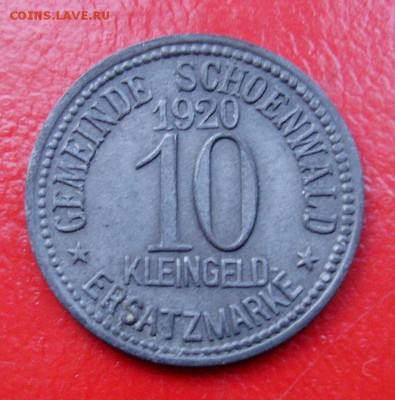 COINS.LAVE.RU
GEMEINDE SCHOENWALD
1920
10
KLEINGELD
ERSATZMARKE